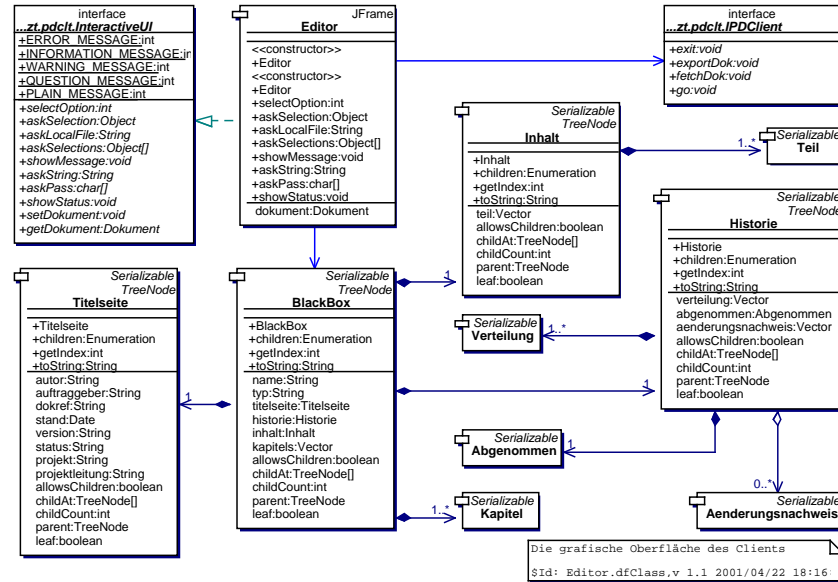 interface
...zt.pdclt.InteractiveUI
+ERROR_MESSAGE:int
+INFORMATION_MESSAGE:in
+WARNING_MESSAGE:int
+QUESTION_MESSAGE:int
+PLAIN_MESSAGE:int
+selectOption:int
+askSelection:Object
+askLocalFile:String
+askSelections:Object[]
+showMessage:void
+askString:String
+askPass:char[]
+showStatus:void
+setDokument:void
+getDokument:Dokument
JFrame
Editor
<<constructor>>
+Editor
<<constructor>>
+Editor
+selectOption:int
+askSelection:Object
+askLocalFile:String
+askSelections:Object[]
+showMessage:void
+askString:String
+askPass:char[]
+showStatus:void
dokument:Dokument
interface
...zt.pdclt.IPDClient
+exit:void
+exportDok:void
+fetchDok:void
+go:void
Serializable
TreeNode
Inhalt
+Inhalt
+children:Enumeration
+getIndex:int
+toString:String
teil:Vector
allowsChildren:boolean
childAt:TreeNode[]
childCount:int
parent:TreeNode
leaf:boolean
1..*
Serializable
Teil
Serializable
TreeNode
Historie
+Historie
+children:Enumeration
+getIndex:int
+toString:String
verteilung:Vector
abgenommen:Abgenommen
aenderungsnachweis:Vector
allowsChildren:boolean
childAt:TreeNode[]
childCount:int
parent:TreeNode
leaf:boolean
Serializable
TreeNode
Titelseite
+Titelseite
+children:Enumeration
+getIndex:int
+toString:String
autor:String
auftraggeber:String
dokref:String
stand:Date
version:String
status:String
projekt:String
projektleitung:String
allowsChildren:boolean
childAt:TreeNode[]
childCount:int
parent:TreeNode
leaf:boolean
1
Serializable
TreeNode
BlackBox
+BlackBox
+children:Enumeration
+getIndex:int
+toString:String
name:String
typ:String
titelseite:Titelseite
historie:Historie
inhalt:Inhalt
kapitels:Vector
allowsChildren:boolean
childAt:TreeNode[]
childCount:int
parent:TreeNode
leaf:boolean
1
Serializable
Verteilung
1..*
1
Serializable
Abgenommen
1
1..*
Serializable
Kapitel
0..*
Serializable
Aenderungsnachweis
Die grafische Oberfläche des Clients
$Id: Editor.dfClass,v 1.1 2001/04/22 18:16